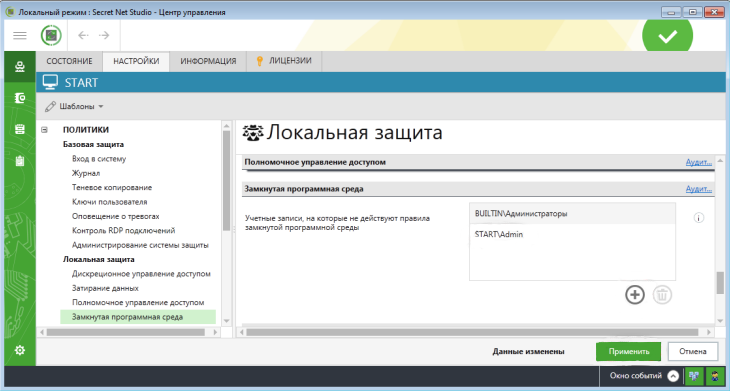 Локальный режим : Secret Net Studio - Центр управления
СОСТОЯНИЕ
НАСТРОЙКИ
ИНФОРМАЦИЯ
ЛИЦЕНЗИИ
START
Шаблоны
ПОЛИТИКИ
Базовая защита
Вход в систему
Журнал
Теневое копирование
Ключи пользователя
Оповещение о тревогах
Контроль RDP подключений
Администрирование системы защиты
Локальная защита
Дискреционное управление доступом
Затирание данных
Полномочное управление доступом
Замкнутая программная среда
Локальная защита
Полномочное управление доступом
Аудит...
Замкнутая программная среда
Аудит...
Учетные записи, на которые не действуют правила
замкнутой программной среды
BUILTIN\Администраторы
START\Admin
Данные изменены
Применить
Отмена
Окно событий